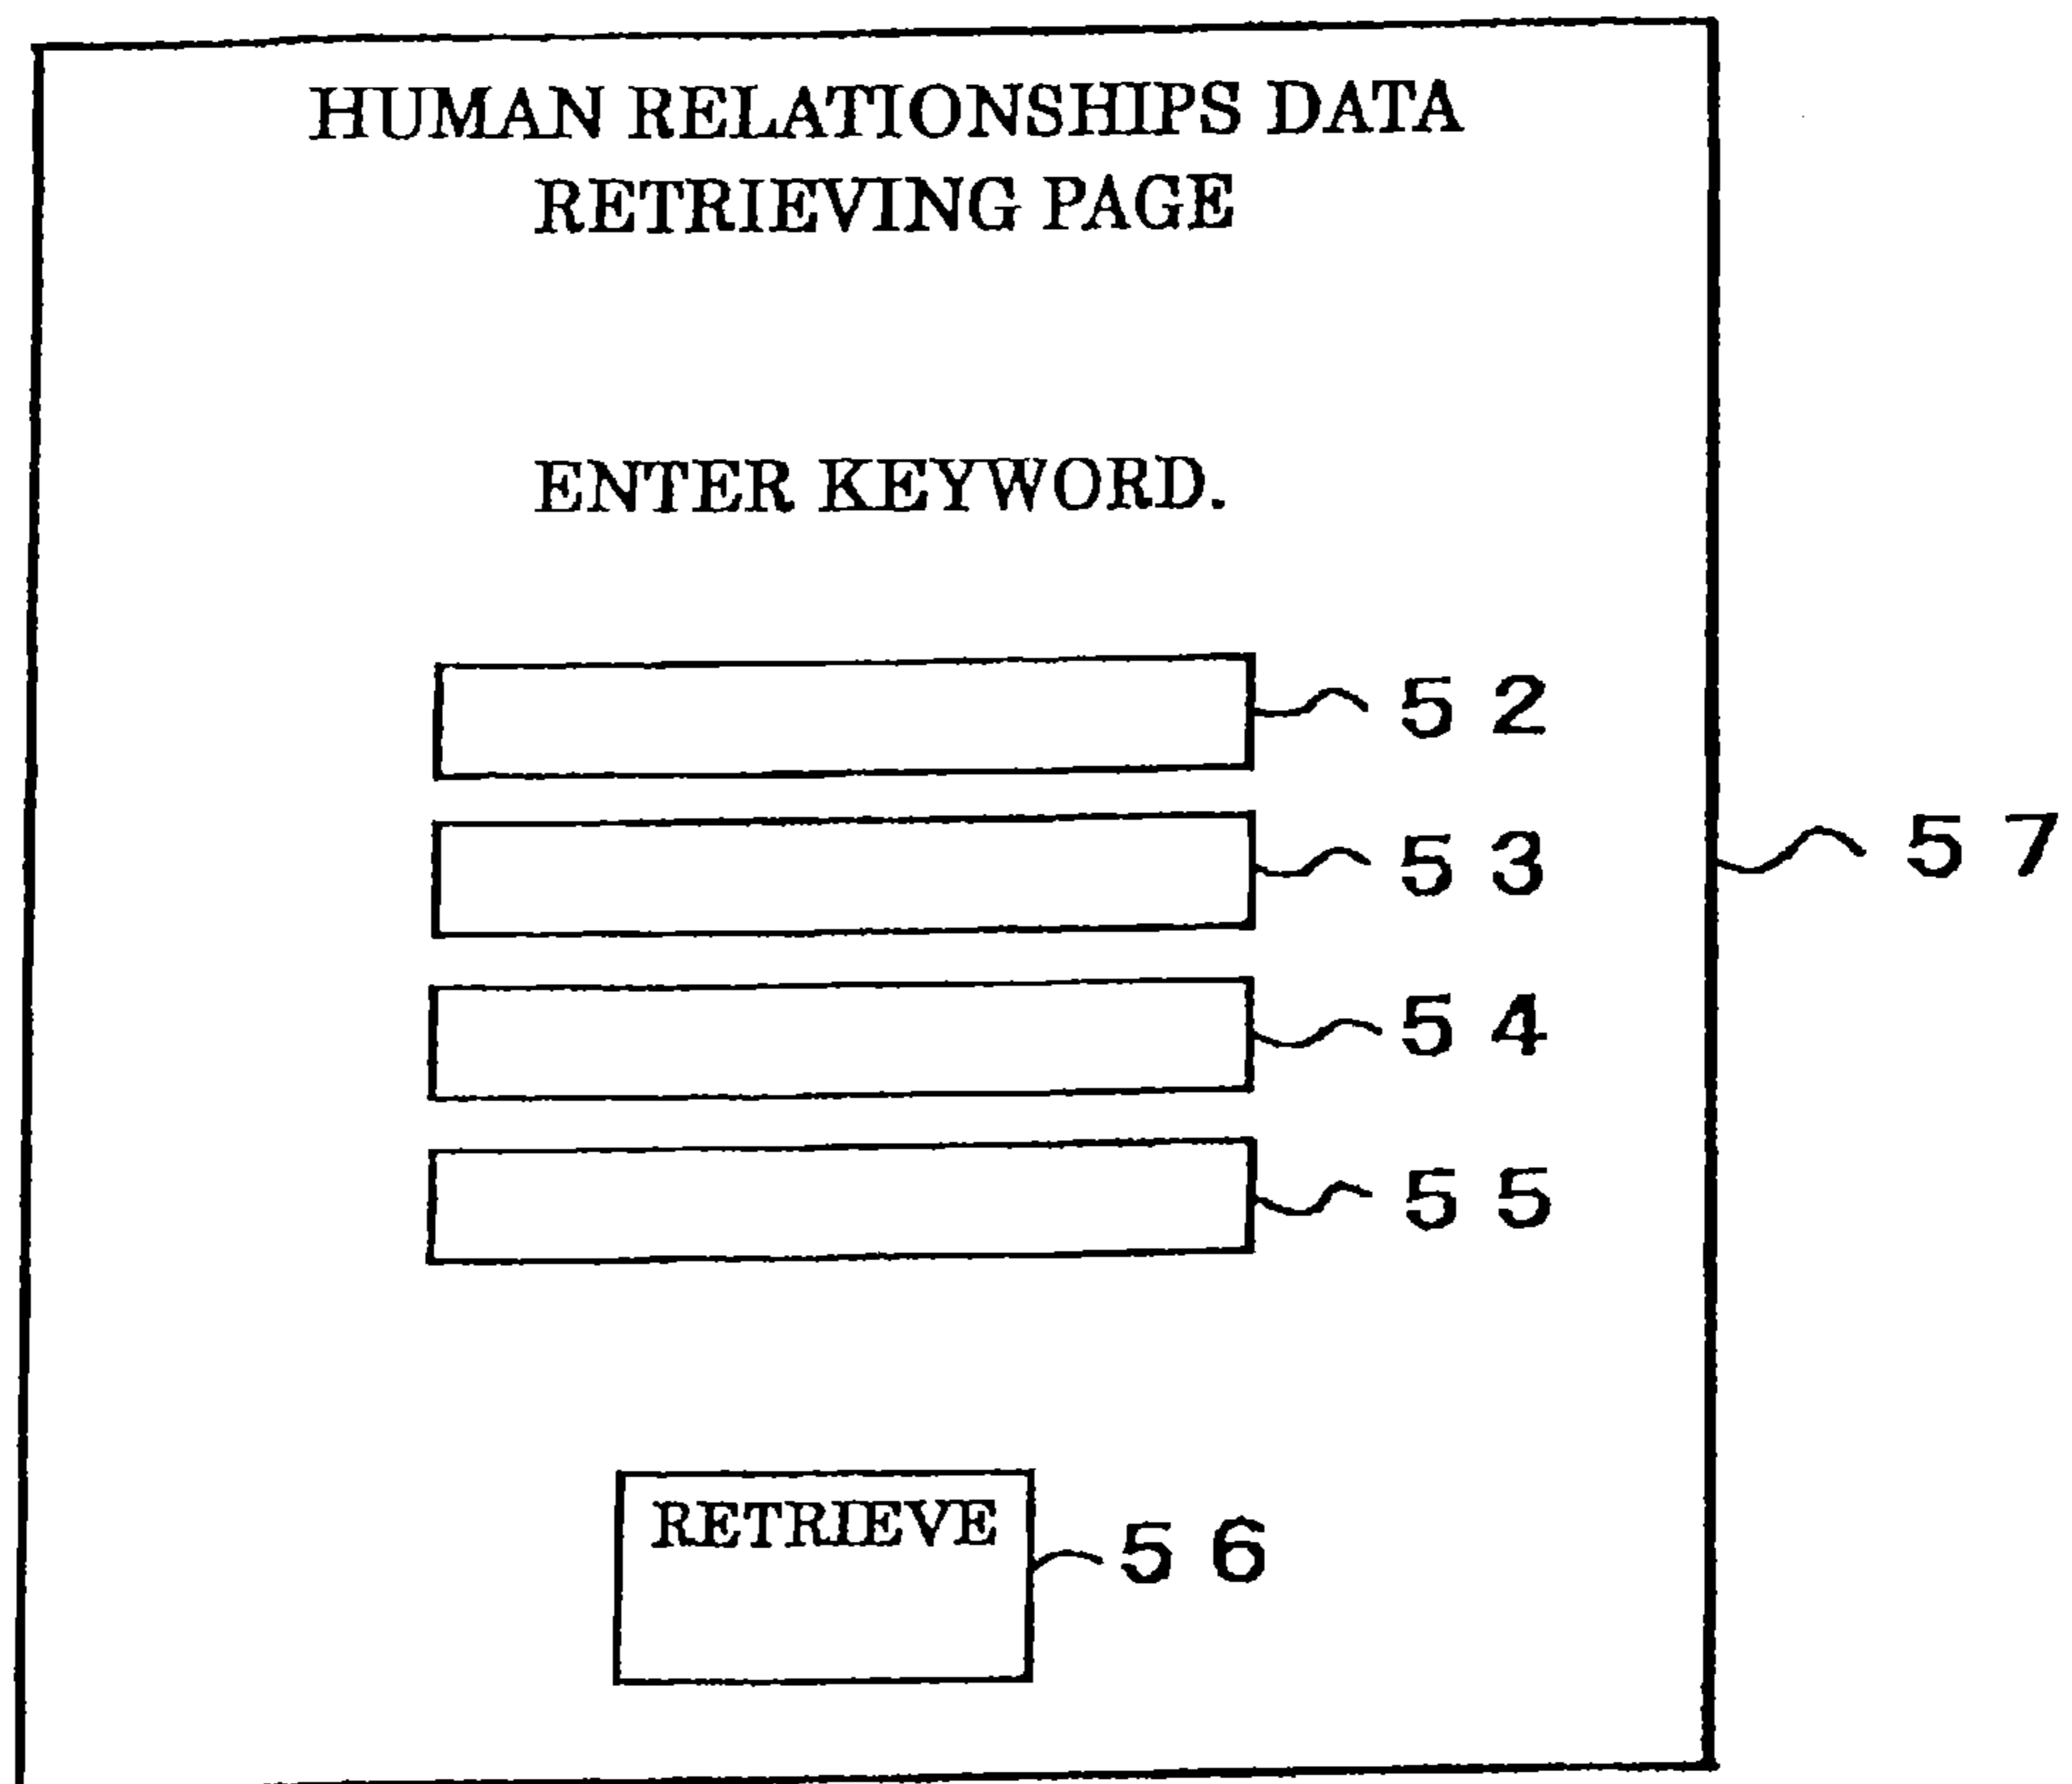 HUMAN RELATIONSHIPS DATA
RETRIEVING PAGE
ENTER KEYWORD.
52
53
57
54
55
RETRIEVE
56